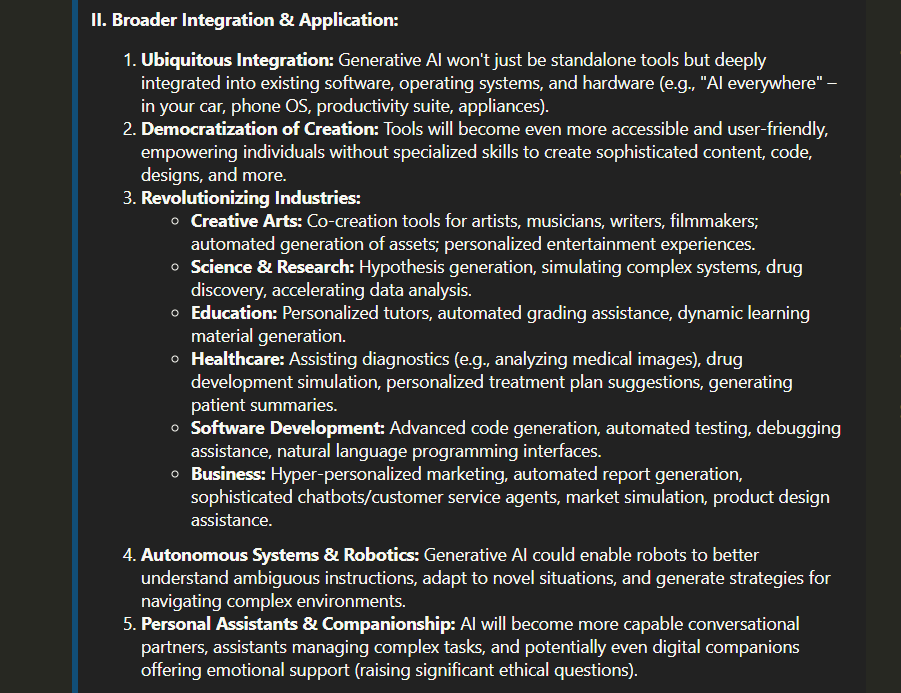 II. Broader Integration & Application:
1. Ubiquitous Integration: Generative AI won't just be standalone tools but deeply
integrated into existing software, operating systems, and hardware (e.g., "AI everywhere" –
in your car, phone OS, productivity suite, appliances).
2. Democratization of Creation: Tools will become even more accessible and user-friendly,
empowering individuals without specialized skills to create sophisticated content, code,
designs, and more.
3. Revolutionizing Industries:
◦ Creative Arts: Co-creation tools for artists, musicians, writers, filmmakers;
automated generation of assets; personalized entertainment experiences.
◦ Science & Research: Hypothesis generation, simulating complex systems, drug
discovery, accelerating data analysis.
◦ Education: Personalized tutors, automated grading assistance, dynamic learning
material generation.
◦ Healthcare: Assisting diagnostics (e.g., analyzing medical images), drug
development simulation, personalized treatment plan suggestions, generating
patient summaries.
◦ Software Development: Advanced code generation, automated testing, debugging
assistance, natural language programming interfaces.
◦ Business: Hyper-personalized marketing, automated report generation,
sophisticated chatbots/customer service agents, market simulation, product design
assistance.
4. Autonomous Systems & Robotics: Generative AI could enable robots to better
understand ambiguous instructions, adapt to novel situations, and generate strategies for
navigating complex environments.
5. Personal Assistants & Companionship: AI will become more capable conversational
partners, assistants managing complex tasks, and potentially even digital companions
offering emotional support (raising significant ethical questions).